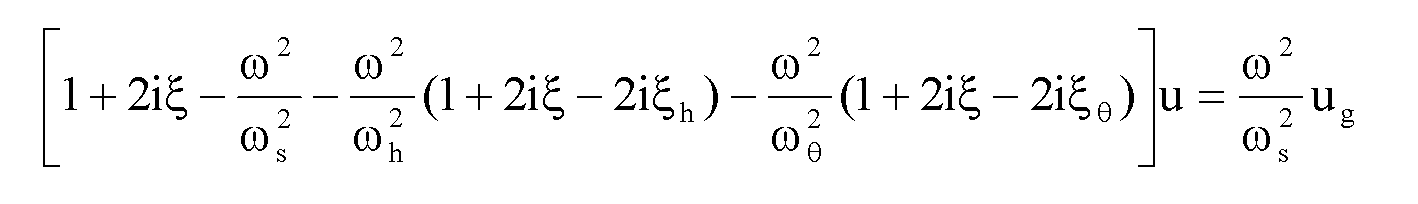 [1 + 2iξ − ω²/ω_s² − ω²/ω_h² (1 + 2iξ − 2iξ_h) − ω²/ω_θ² (1 + 2iξ − 2iξ_θ)] u = ω²/ω_s² u_g